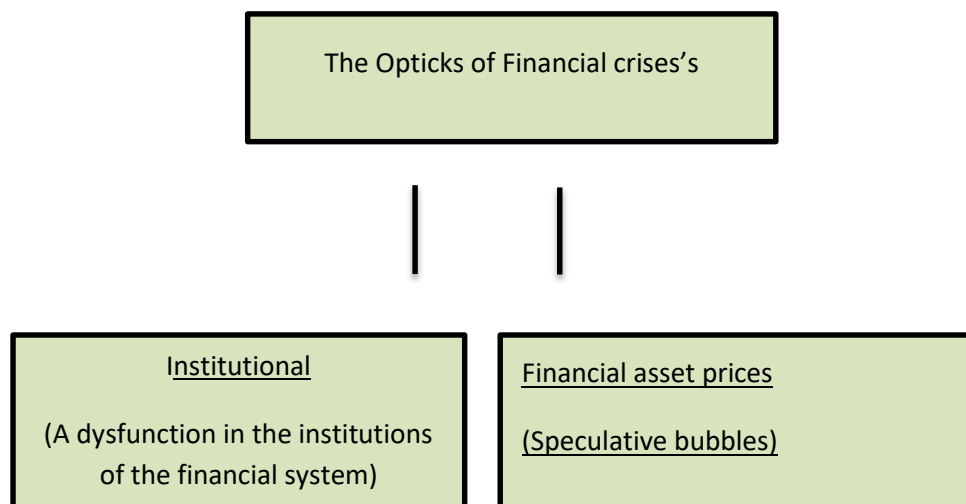 The Opticks of Financial crises's
Institutional
(A dysfunction in the institutions
of the financial system)
Financial asset prices
(Speculative bubbles)